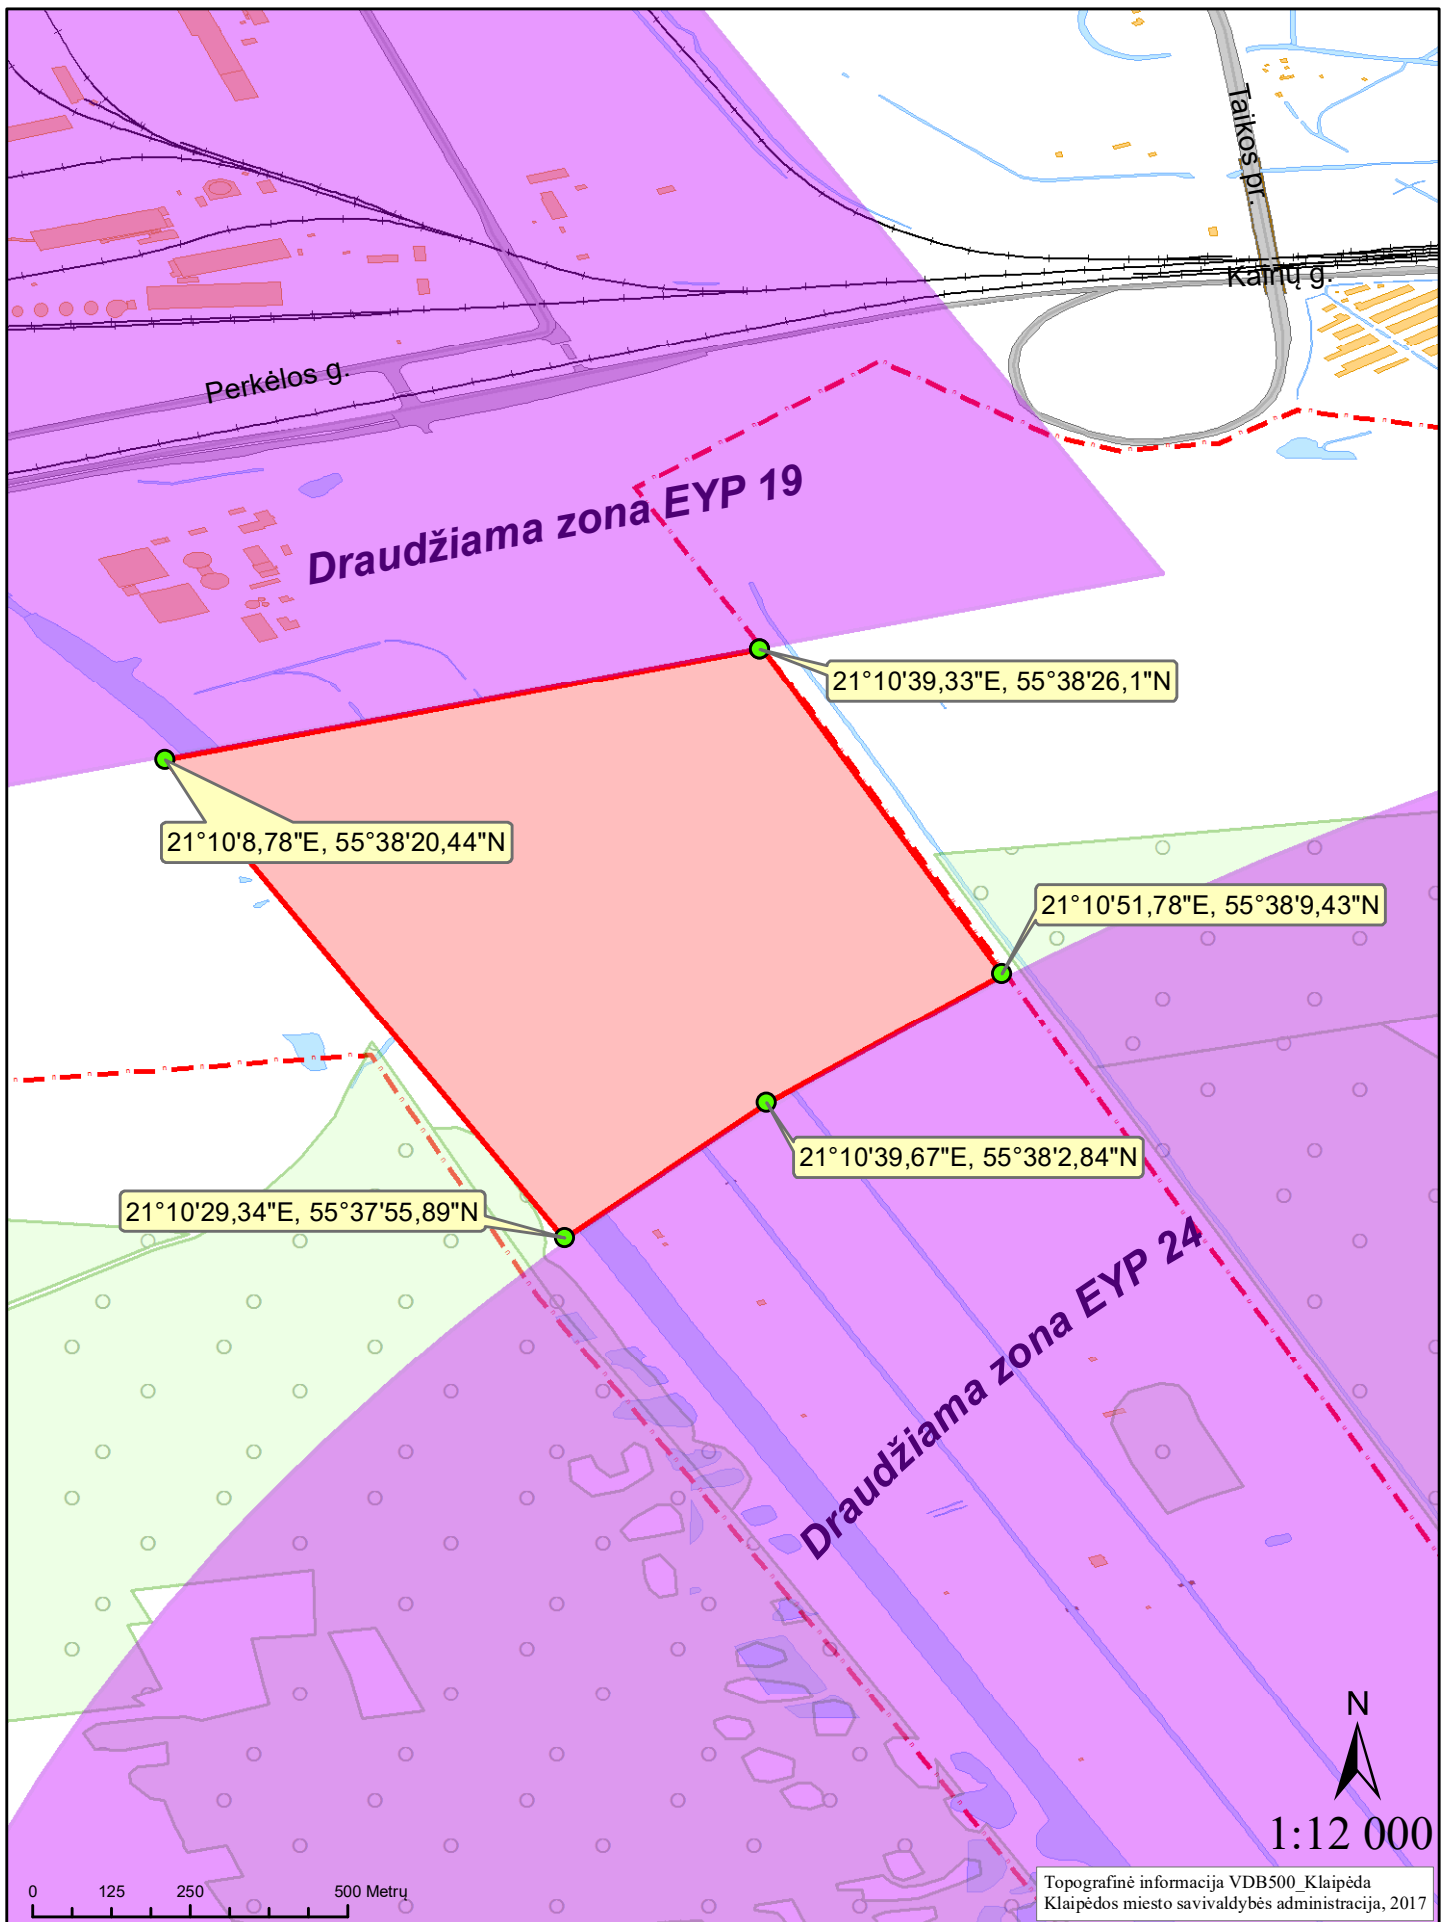 Taikos pr.
Kairių g.
Perkėlos g.
Draudžiama zona EYP 19
21°10'39,33"E, 55°38'26,1"N
21°10'8,78"E, 55°38'20,44"N
21°10'51,78"E, 55°38'9,43"N
21°10'39,67"E, 55°38'2,84"N
21°10'29,34"E, 55°37'55,89"N
Draudžiama zona EYP 24
N
1:12 000
0 125 250 500 Metrų
Topografinė informacija VDB500_Klaipėda
Klaipėdos miesto savivaldybės administracija, 2017